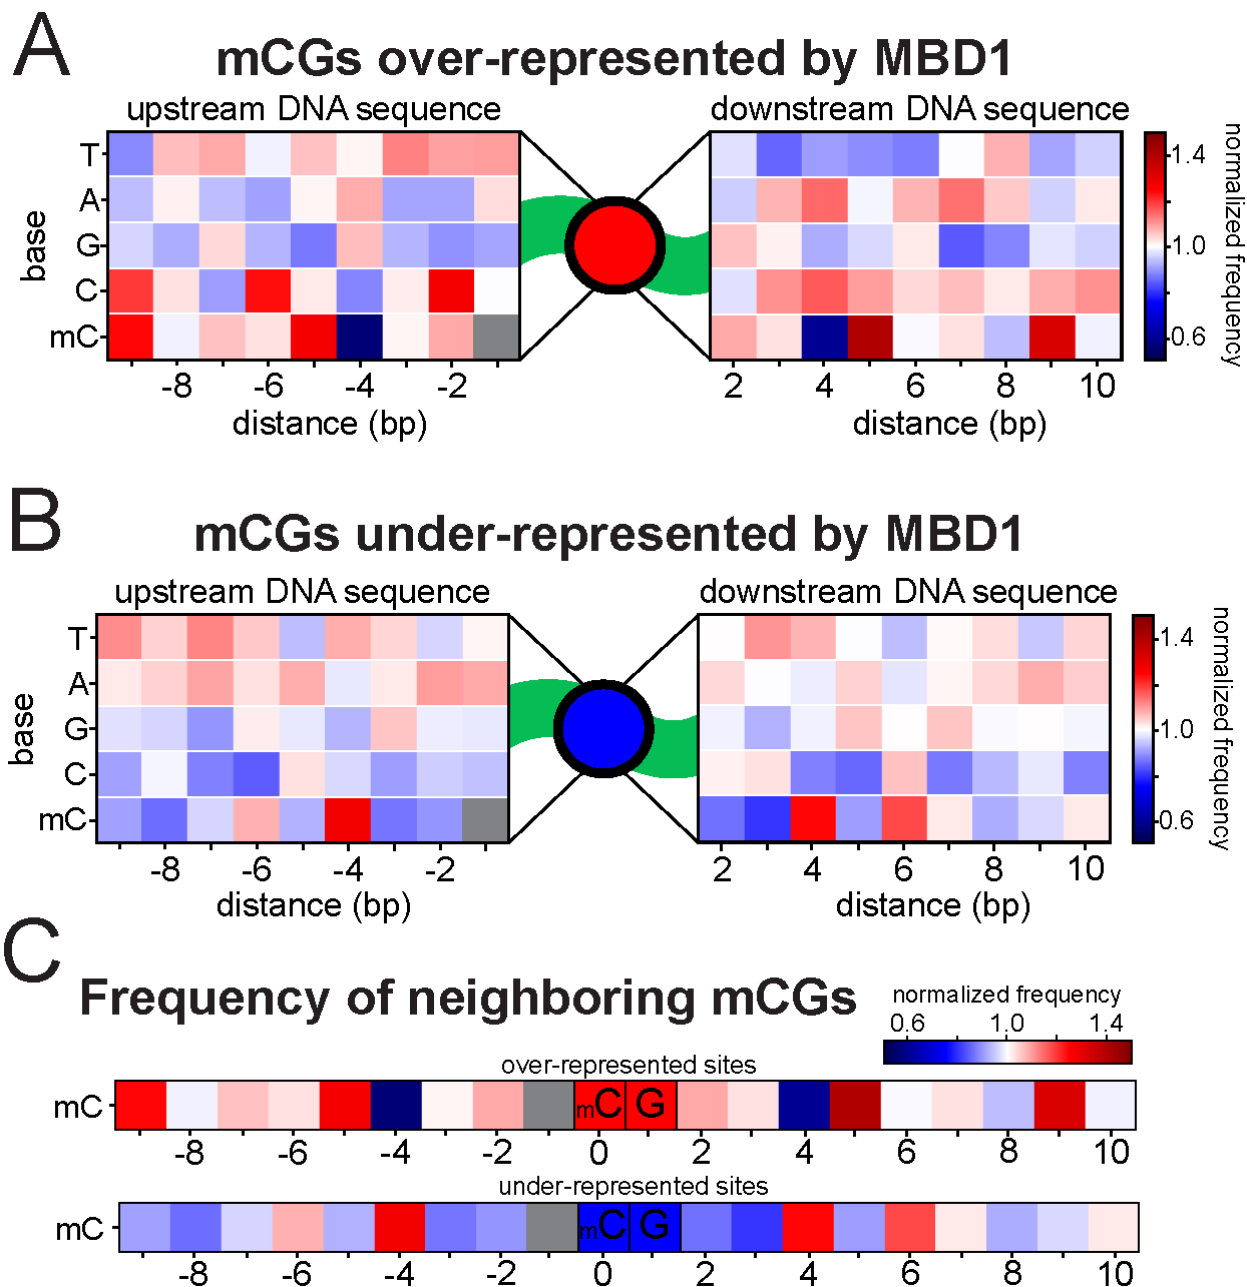 A
mCGs over-represented by MBD1
upstream DNA sequence
downstream DNA sequence
T
A
G
C
mC
base
-8 -6 -4 -2
distance (bp)
2 4 6 8 10
distance (bp)
1.4
1.0
0.6
normalized frequency
B
mCGs under-represented by MBD1
upstream DNA sequence
downstream DNA sequence
T
A
G
C
mC
base
-8 -6 -4 -2
distance (bp)
2 4 6 8 10
distance (bp)
1.4
1.0
0.6
normalized frequency
C
Frequency of neighboring mCGs
normalized frequency
0.6 1.0 1.4
over-represented sites
mC
mC G
-8 -6 -4 -2 0 2 4 6 8 10
under-represented sites
mC
mC G
-8 -6 -4 -2 0 2 4 6 8 10